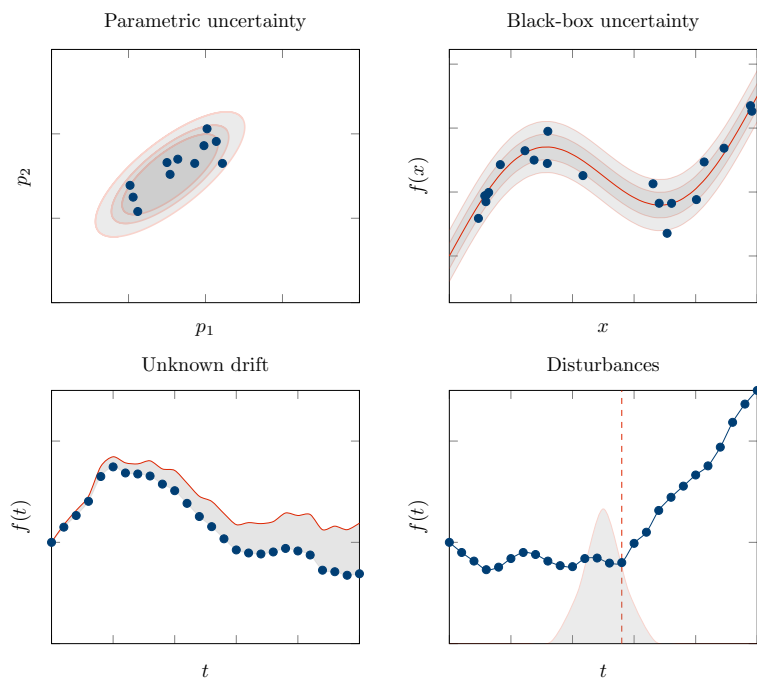 Parametric uncertainty
p₂
p₁
Black-box uncertainty
f(x)
x
Unknown drift
f(t)
t
Disturbances
f(t)
t